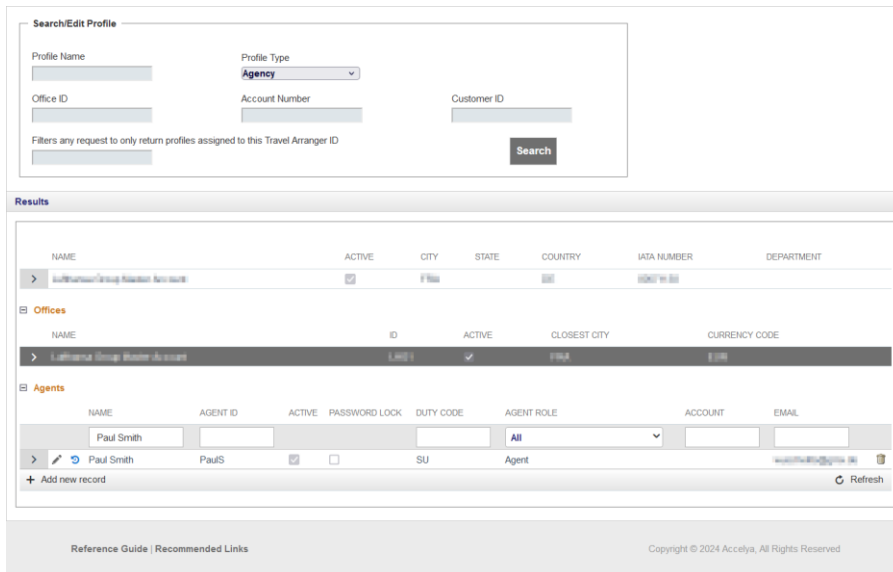 Search/Edit Profile
Profile Name
Profile Type
Agency
Office ID
Account Number
Customer ID
Filters any request to only return profiles assigned to this Travel Arranger ID
Search
Results
NAME ACTIVE CITY STATE COUNTRY IATA NUMBER DEPARTMENT
Offices
NAME ID ACTIVE CLOSEST CITY CURRENCY CODE
Agents
NAME AGENT ID ACTIVE PASSWORD LOCK DUTY CODE AGENT ROLE ACCOUNT EMAIL
Paul Smith All
Paul Smith PaulS SU Agent
+ Add new record Refresh
Reference Guide | Recommended Links Copyright © 2024 Accelya, All Rights Reserved